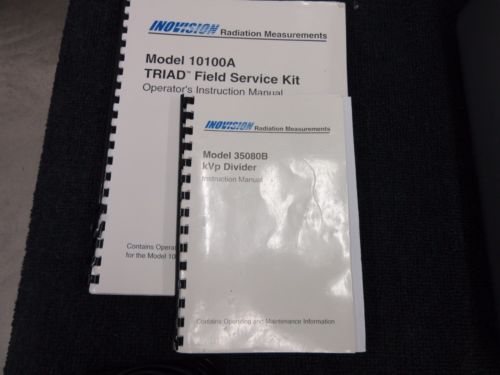 INOVISION Radiation Measurements
Model 10100A
TRIAD™ Field Service Kit
Operator's Instruction Manual
Contains Operat
for the Model 10
INOVISION Radiation Measurements
Model 35080B
kVp Divider
Instruction Manual
Contains Operating and Maintenance Information